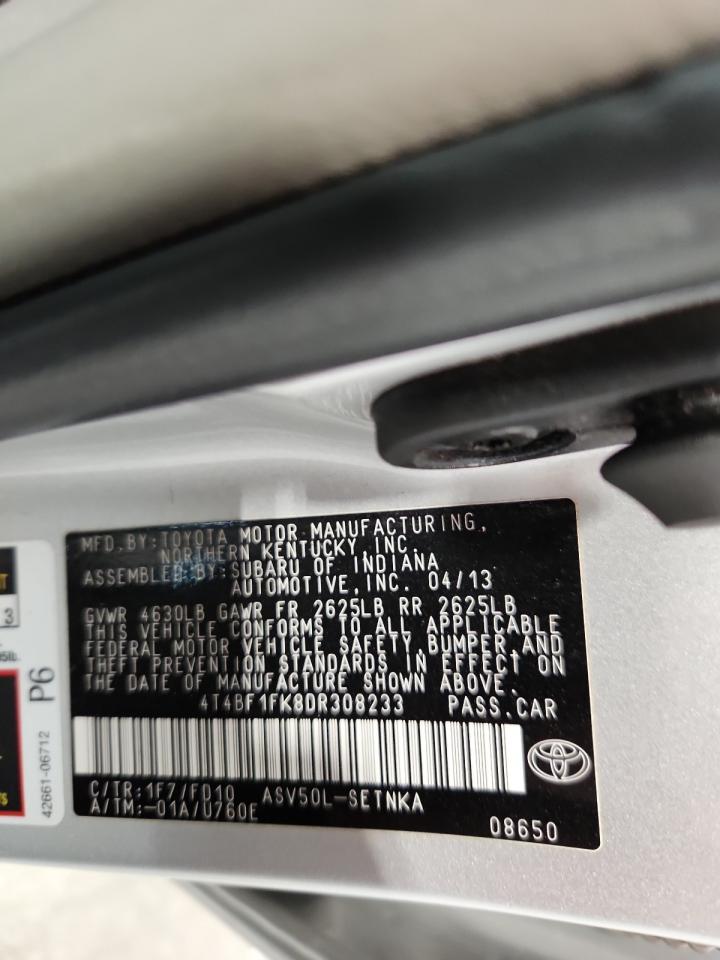 MFD.BY:TOYOTA MOTOR MANUFACTURING,
NORTHERN KENTUCKY,INC.
ASSEMBLED BY:SUBARU OF INDIANA
AUTOMOTIVE,INC. 04/13
GVWR 4630LB GAWR FR 2625LB RR 2625LB
THIS VEHICLE CONFORMS TO ALL APPLICABLE
FEDERAL MOTOR VEHICLE SAFETY,BUMPER,AND
THEFT PREVENTION STANDARDS IN EFFECT ON
THE DATE OF MANUFACTURE SHOWN ABOVE.
4T4BF1FK8DR308233 PASS.CAR
C/TR:1F7/FD10 ASV50L-SETNKA
A/TM:-01A/U760E
08650
P6
42661-06712
3